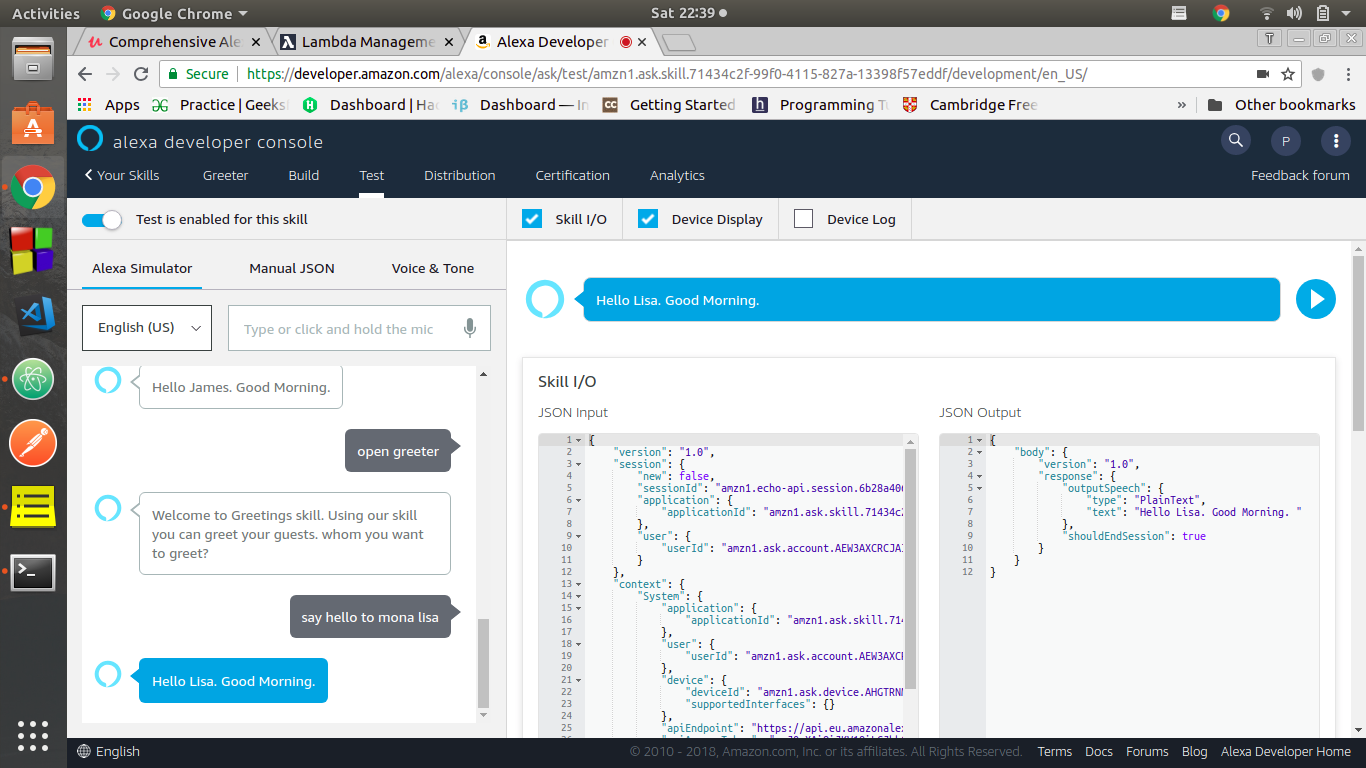 Activities Google Chrome Sat 22:39
Comprehensive Ale Lambda Manageme Alexa Developer T
Secure https://developer.amazon.com/alexa/console/ask/test/amzn1.ask.skill.71434c2f-99f0-4115-827a-13398f57eddf/development/en_US/
Apps Practice | Geeks Dashboard | Ha Dashboard — In Getting Started Programming Tu Cambridge Free » Other bookmarks
alexa developer console P
Your Skills Greeter Build Test Distribution Certification Analytics Feedback forum
Test is enabled for this skill Skill I/O Device Display Device Log
Alexa Simulator Manual JSON Voice & Tone
English (US) Type or click and hold the mic
Hello James. Good Morning.
open greeter
Welcome to Greetings skill. Using our skill
you can greet your guests. whom you want
to greet?
say hello to mona lisa
Hello Lisa. Good Morning.
Hello Lisa. Good Morning.
Skill I/O
JSON Input
1 {
2 "version": "1.0",
3 "session": {
4 "new": false,
5 "sessionId": "amzn1.echo-api.session.6b28a40
6 "application": {
7 "applicationId": "amzn1.ask.skill.71434c2
8 },
9 "user": {
10 "userId": "amzn1.ask.account.AEW3AXCRCJA
11 }
12 },
13 "context": {
14 "System": {
15 "application": {
16 "applicationId": "amzn1.ask.skill.714
17 },
18 "user": {
19 "userId": "amzn1.ask.account.AEW3AXC
20 },
21 "device": {
22 "deviceId": "amzn1.ask.device.AHGTRN
23 "supportedInterfaces": {}
24 },
25 "apiEndpoint": "https://api.eu.amazonale
JSON Output
1 {
2 "body": {
3 "version": "1.0",
4 "response": {
5 "outputSpeech": {
6 "type": "PlainText",
7 "text": "Hello Lisa. Good Morning. "
8 },
9 "shouldEndSession": true
10 }
11 }
12 }
English © 2010 - 2018, Amazon.com, Inc. or its affiliates. All Rights Reserved. Terms Docs Forums Blog Alexa Developer Home